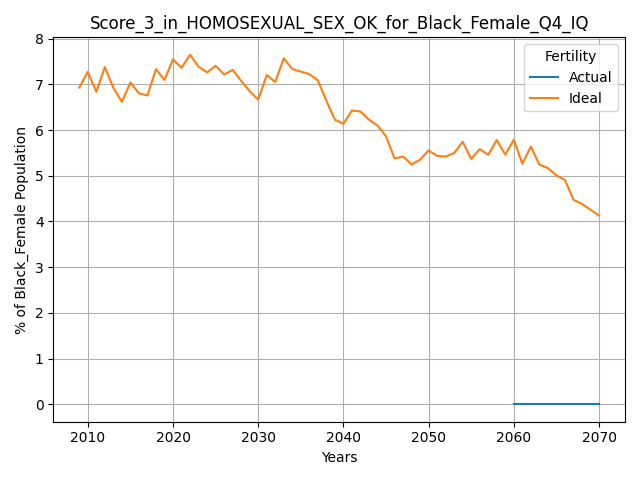 Score_3_in_HOMOSEXUAL_SEX_OK_for_Black_Female_Q4_IQ
8
7
6
5
4
3
2
1
0
% of Black_Female Population
Fertility
Actual
Ideal
2010 2020 2030 2040 2050 2060 2070
Years